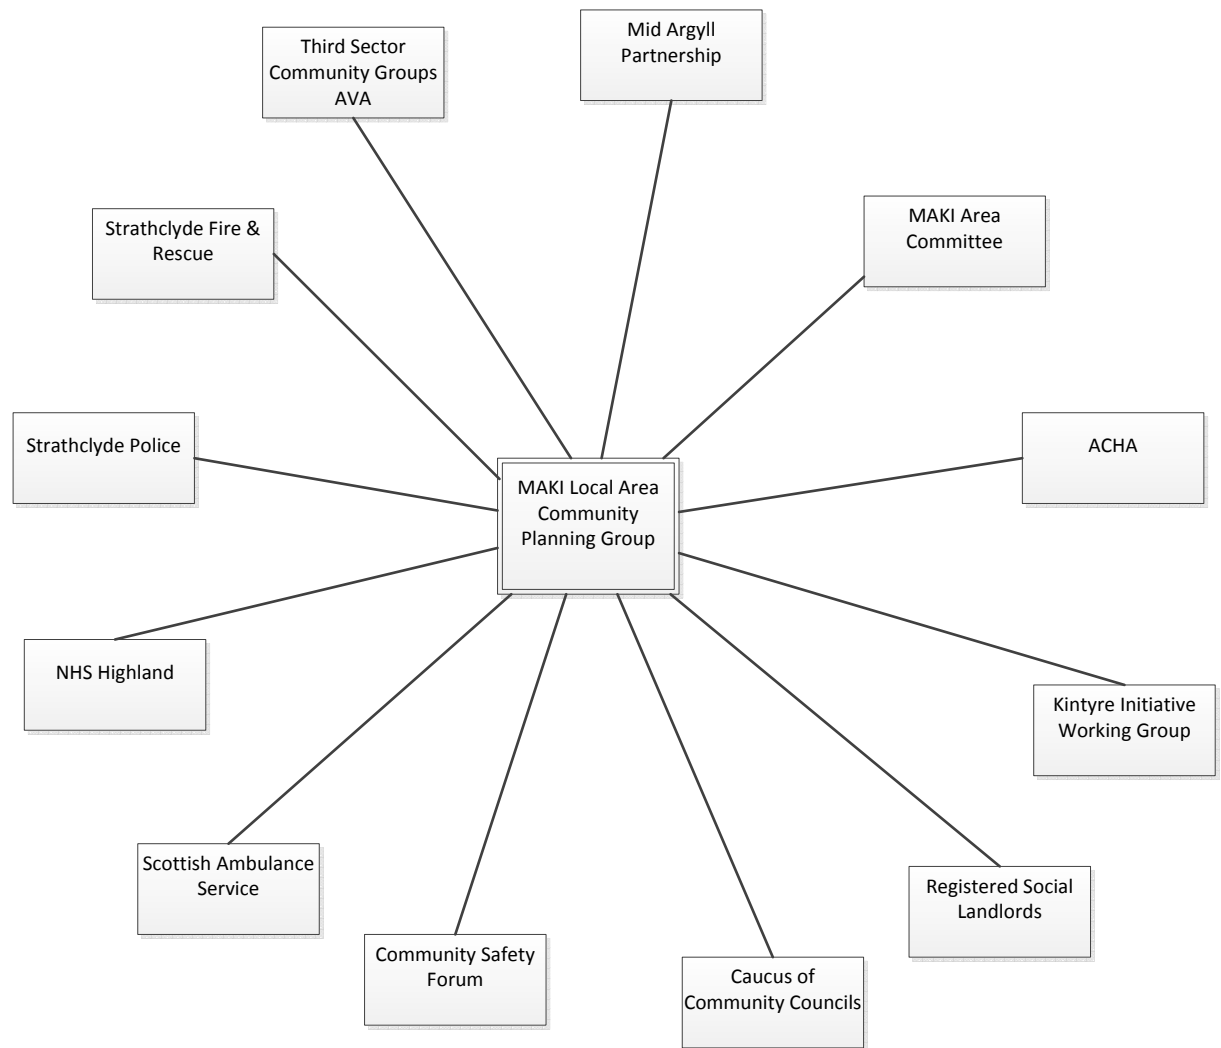 Mid Argyll
Partnership
Third Sector
Community Groups
AVA
MAKI Area
Committee
Strathclyde Fire &
Rescue
Strathclyde Police
ACHA
MAKI Local Area
Community
Planning Group
NHS Highland
Kintyre Initiative
Working Group
Scottish Ambulance
Service
Registered Social
Landlords
Community Safety
Forum
Caucus of
Community Councils